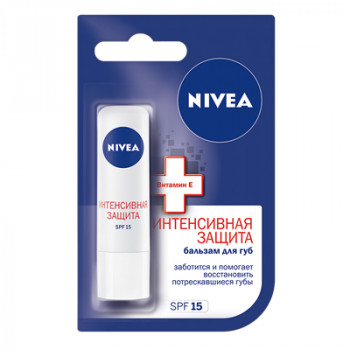 NIVEA
NIVEA
ИНТЕНСИВНАЯ
ЗАЩИТА
SPF 15
Витамин Е
ИНТЕНСИВНАЯ
ЗАЩИТА
бальзам для губ
заботится и помогает
восстановить
потрескавшиеся губы
SPF 15